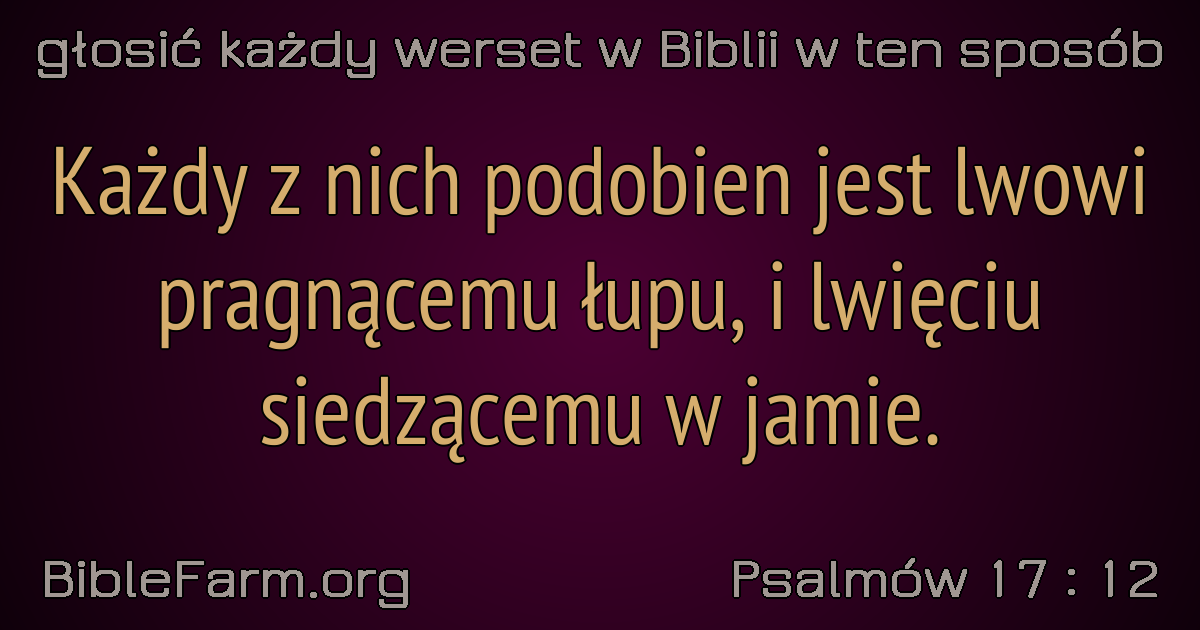 głosić każdy werset w Biblii w ten sposób
Każdy z nich podobien jest lwowi
pragnącemu łupu, i lwięciu
siedzącemu w jamie.
BibleFarm.org
Psalmów 17 : 12